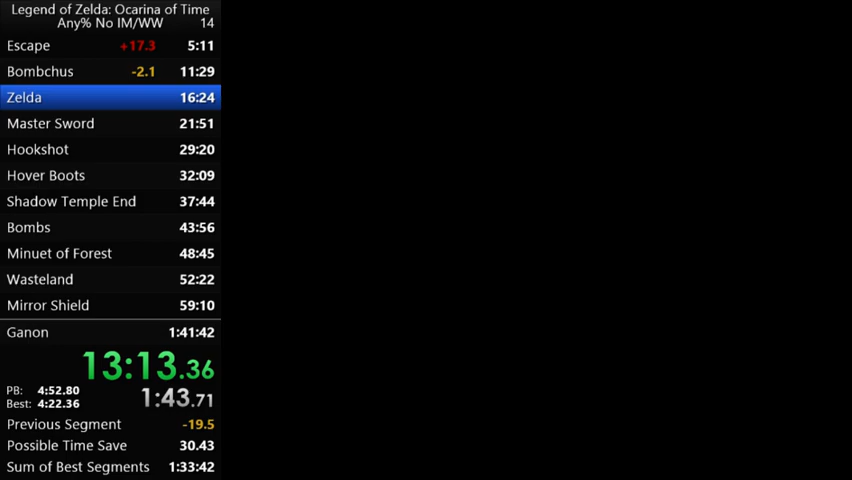 Legend of Zelda: Ocarina of Time
Any% No IM/WW 14
Escape +17.3 5:11
Bombchus -2.1 11:29
Zelda 16:24
Master Sword 21:51
Hookshot 29:20
Hover Boots 32:09
Shadow Temple End 37:44
Bombs 43:56
Minuet of Forest 48:45
Wasteland 52:22
Mirror Shield 59:10
Ganon 1:41:42
13:13.36
PB: 4:52.80
Best: 4:22.36
1:43.71
Previous Segment -19.5
Possible Time Save 30.43
Sum of Best Segments 1:33:42